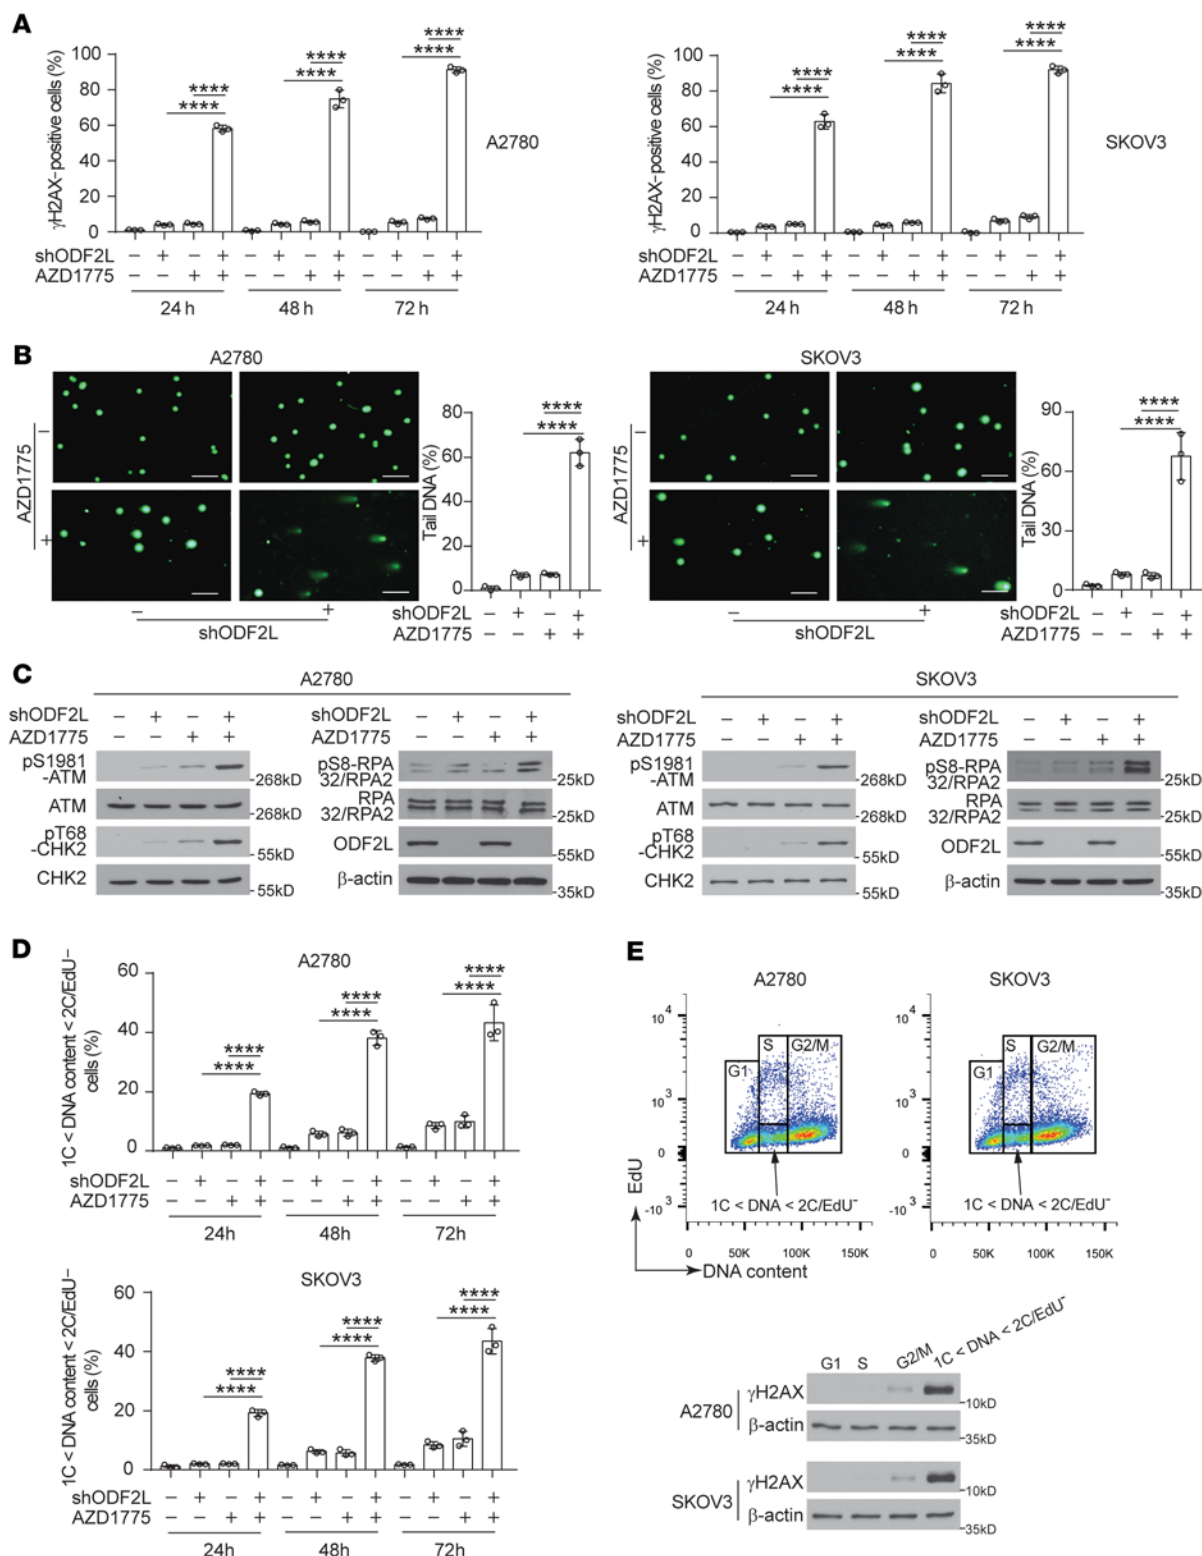 A
γH2AX-positive cells (%)
100
80
60
40
20
0
**** **** **** **** **** ****
A2780
shODF2L – + – + – + – + – + – +
AZD1775 – – + + – – + + – – + +
24 h 48 h 72 h
γH2AX-positive cells (%)
100
80
60
40
20
0
**** **** **** **** **** ****
SKOV3
shODF2L – + – + – + – + – + – +
AZD1775 – – + + – – + + – – + +
24 h 48 h 72 h
B
A2780
AZD1775
–
+
– +
shODF2L
Tail DNA (%)
80
60
40
20
0
****
****
shODF2L – + – +
AZD1775 – – + +
SKOV3
AZD1775
–
+
– +
shODF2L
Tail DNA (%)
90
60
30
0
****
****
shODF2L – + – +
AZD1775 – – + +
C
A2780
shODF2L – + – +
AZD1775 – – + +
pS1981
-ATM -268kD
ATM -268kD
pT68
-CHK2 -55kD
CHK2 -55kD
shODF2L – + – +
AZD1775 – – + +
pS8-RPA
32/RPA2 -25kD
RPA
32/RPA2 -25kD
ODF2L -55kD
β-actin -35kD
SKOV3
shODF2L – + – +
AZD1775 – – + +
pS1981
-ATM -268kD
ATM -268kD
pT68
-CHK2 -55kD
CHK2 -55kD
shODF2L – + – +
AZD1775 – – + +
pS8-RPA
32/RPA2 -25kD
RPA
32/RPA2 -25kD
ODF2L -55kD
β-actin -35kD
D
A2780
1C < DNA content < 2C/EdU–
cells (%)
60
40
20
0
**** **** **** **** **** ****
shODF2L – + – + – + – + – + – +
AZD1775 – – + + – – + + – – + +
24h 48h 72h
SKOV3
1C < DNA content < 2C/EdU–
cells (%)
60
40
20
0
**** **** **** **** **** ****
shODF2L – + – + – + – + – + – +
AZD1775 – – + + – – + + – – + +
24h 48h 72h
E
A2780
10⁴
10³
0
-10³
G1 S G2/M
1C < DNA < 2C/EdU⁻
0 50K 100K 150K
EdU
DNA content
SKOV3
10⁴
10³
0
-10³
G1 S G2/M
1C < DNA < 2C/EdU⁻
0 50K 100K 150K
G1 S G2/M 1C < DNA < 2C/EdU⁻
A2780
γH2AX -10kD
β-actin -35kD
SKOV3
γH2AX -10kD
β-actin -35kD